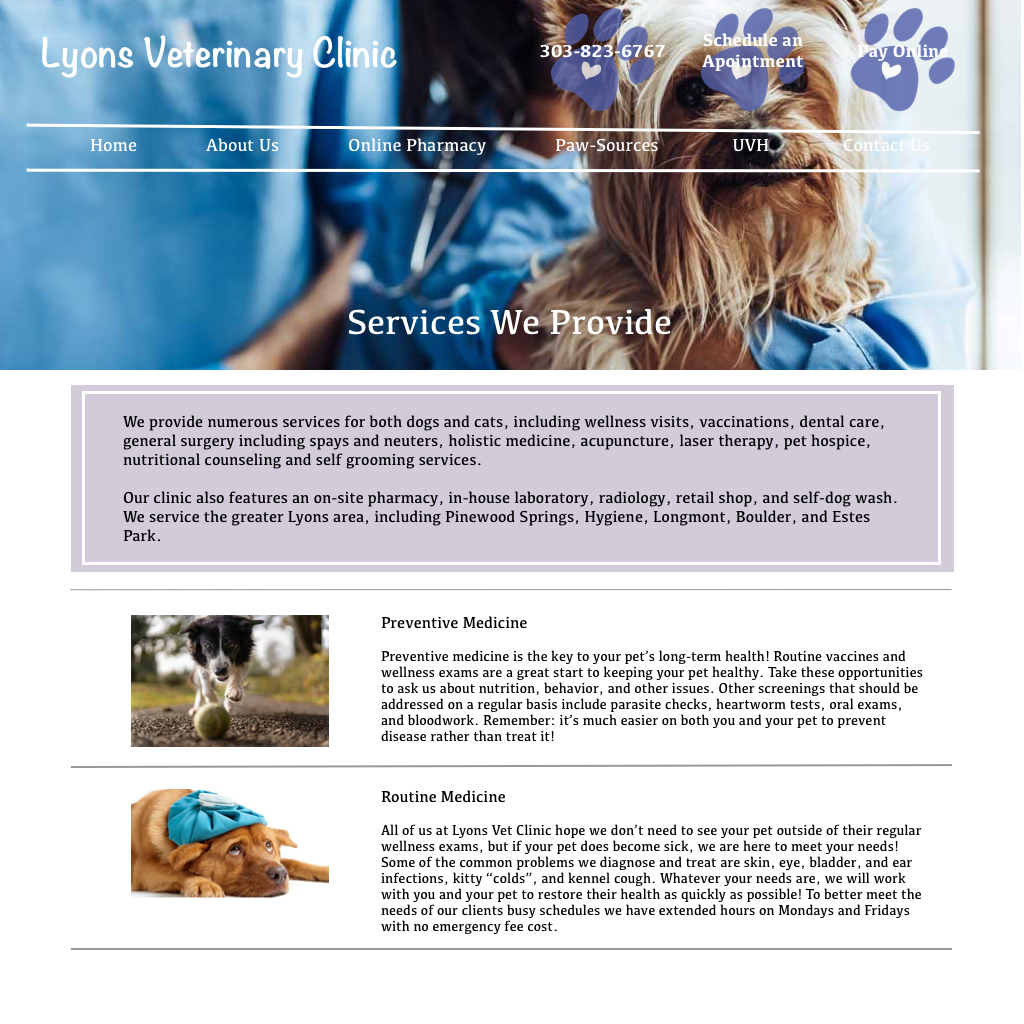 Lyons Veterinary Clinic
303-823-6767
Schedule an
Apointment
Pay Online
Home
About Us
Online Pharmacy
Paw-Sources
UVH
Contact Us
Services We Provide
We provide numerous services for both dogs and cats, including wellness visits, vaccinations, dental care,
general surgery including spays and neuters, holistic medicine, acupuncture, laser therapy, pet hospice,
nutritional counseling and self grooming services.
Our clinic also features an on-site pharmacy, in-house laboratory, radiology, retail shop, and self-dog wash.
We service the greater Lyons area, including Pinewood Springs, Hygiene, Longmont, Boulder, and Estes
Park.
Preventive Medicine
Preventive medicine is the key to your pet’s long-term health! Routine vaccines and
wellness exams are a great start to keeping your pet healthy. Take these opportunities
to ask us about nutrition, behavior, and other issues. Other screenings that should be
addressed on a regular basis include parasite checks, heartworm tests, oral exams,
and bloodwork. Remember: it’s much easier on both you and your pet to prevent
disease rather than treat it!
Routine Medicine
All of us at Lyons Vet Clinic hope we don’t need to see your pet outside of their regular
wellness exams, but if your pet does become sick, we are here to meet your needs!
Some of the common problems we diagnose and treat are skin, eye, bladder, and ear
infections, kitty “colds”, and kennel cough. Whatever your needs are, we will work
with you and your pet to restore their health as quickly as possible! To better meet the
needs of our clients busy schedules we have extended hours on Mondays and Fridays
with no emergency fee cost.